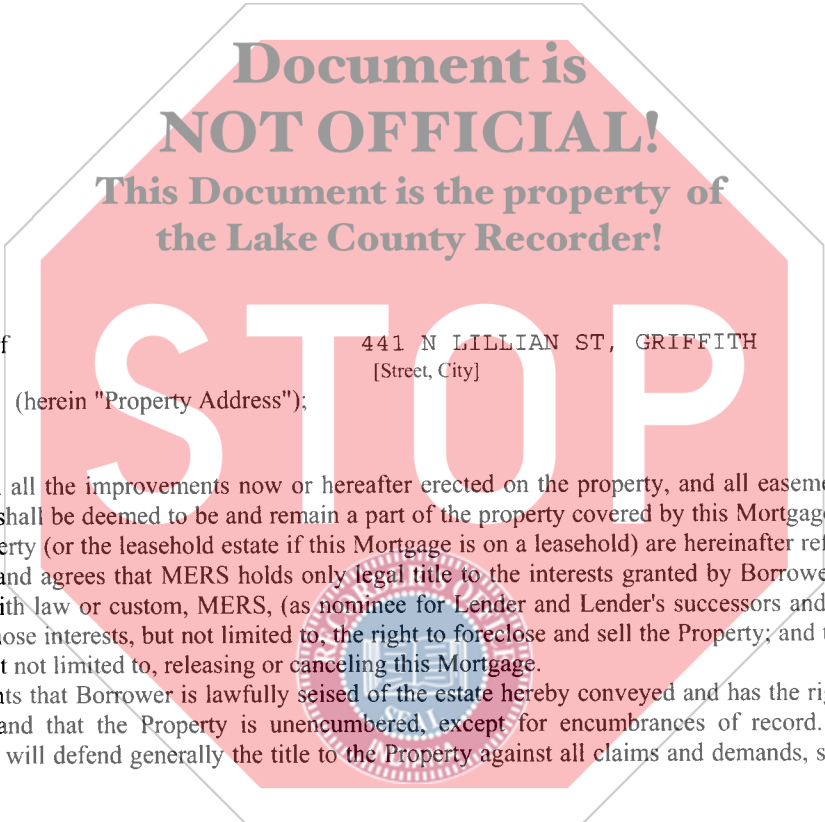 Document is
NOT OFFICIAL!
This Document is the property of
the Lake County Recorder!
STOP
f 441 N LILLIAN ST, GRIFFITH
[Street, City]
(herein "Property Address");
all the improvements now or hereafter erected on the property, and all easeme
shall be deemed to be and remain a part of the property covered by this Mortgag
erty (or the leasehold estate if this Mortgage is on a leasehold) are hereinafter ref
and agrees that MERS holds only legal title to the interests granted by Borrowe
ith law or custom, MERS, (as nominee for Lender and Lender's successors and
ose interests, but not limited to, the right to foreclose and sell the Property; and t
t not limited to, releasing or canceling this Mortgage.
nts that Borrower is lawfully seised of the estate hereby conveyed and has the rig
and that the Property is unencumbered, except for encumbrances of record.
will defend generally the title to the Property against all claims and demands, s
RECORDER'S OFFICE
SEAL